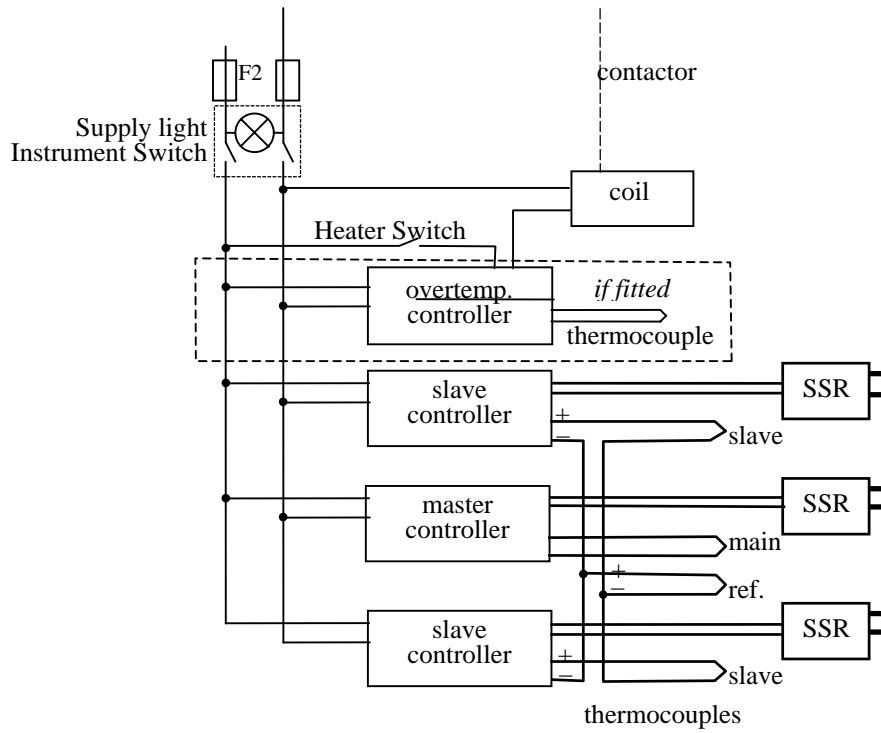 F2
contactor
Supply light
Instrument Switch
coil
Heater Switch
overtemp.
controller
if fitted
thermocouple
slave
controller
+
−
slave
SSR
master
controller
main
SSR
+
−
ref.
slave
controller
+
−
slave
SSR
thermocouples